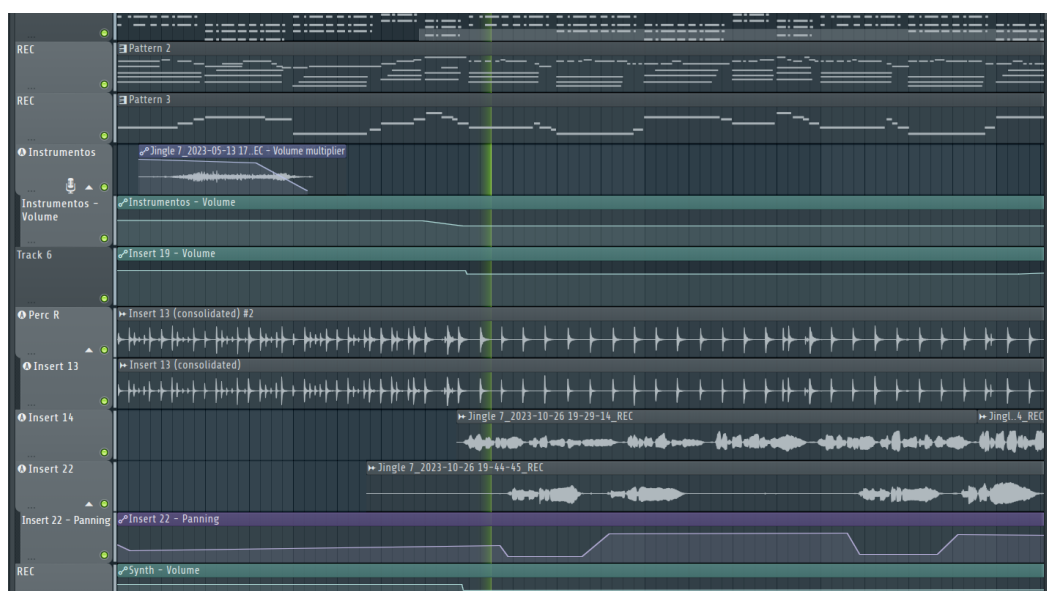 REC
Pattern 2
REC
Pattern 3
Instrumentos
Jingle 7_2023-05-13 17..EC - Volume multiplier
Instrumentos - Volume
Instrumentos - Volume
Track 6
Insert 19 - Volume
Perc R
Insert 13 (consolidated) #2
Insert 13
Insert 13 (consolidated)
Insert 14
Jingle 7_2023-10-26 19-29-14_REC
Jingl..4_REC
Insert 22
Jingle 7_2023-10-26 19-44-45_REC
Insert 22 - Panning
Insert 22 - Panning
REC
Synth - Volume